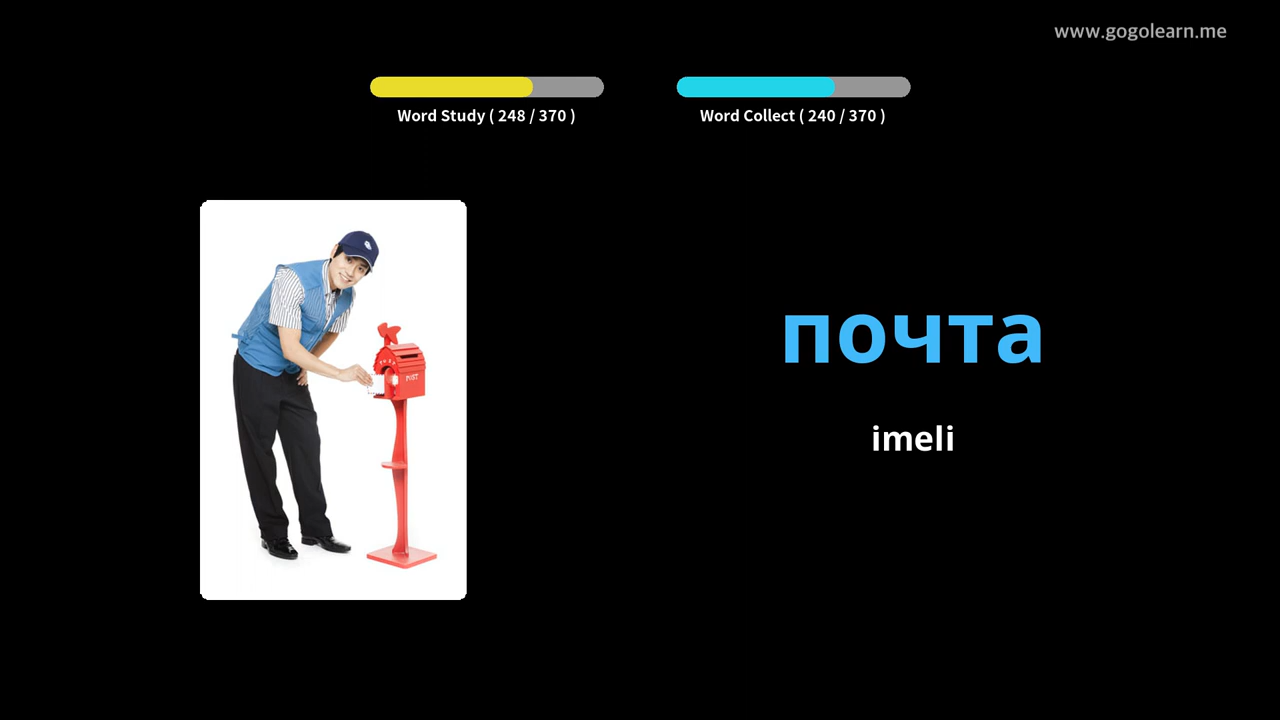 www.gogolearn.me
Word Study ( 248 / 370 )
Word Collect ( 240 / 370 )
почта
imeli
POST